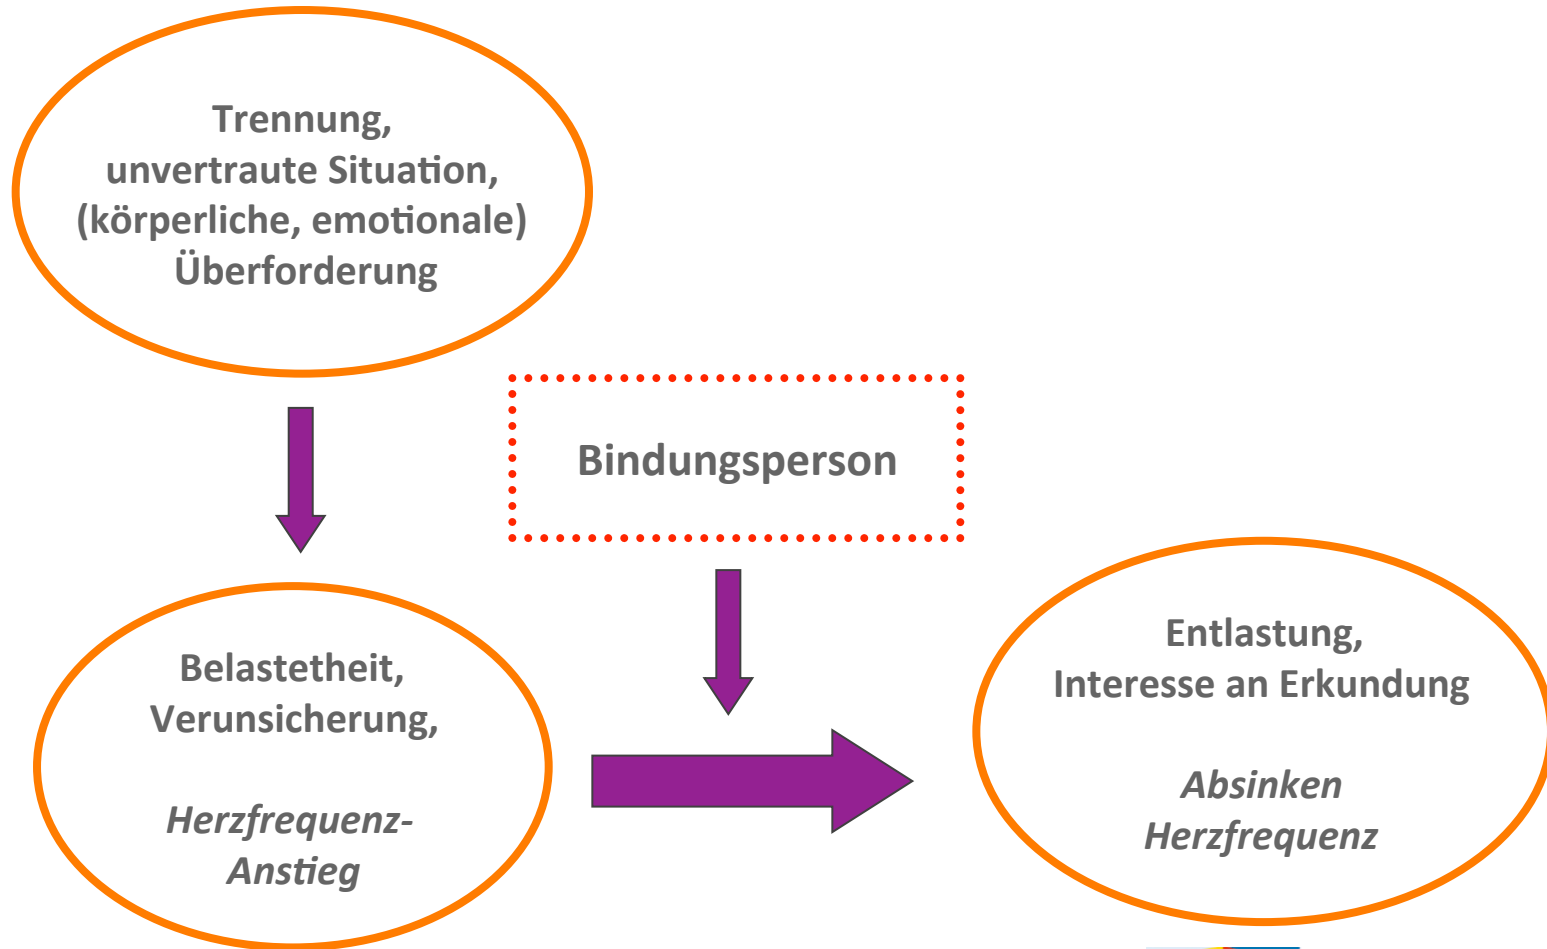 Trennung,
unvertraute Situation,
(körperliche, emotionale)
Überforderung
Bindungsperson
Belastetheit,
Verunsicherung,
Herzfrequenz-
Anstieg
Entlastung,
Interesse an Erkundung
Absinken
Herzfrequenz